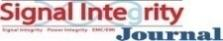 Signal Integrity
Signal Integrity Power Integrity EMC/EMI
Journal